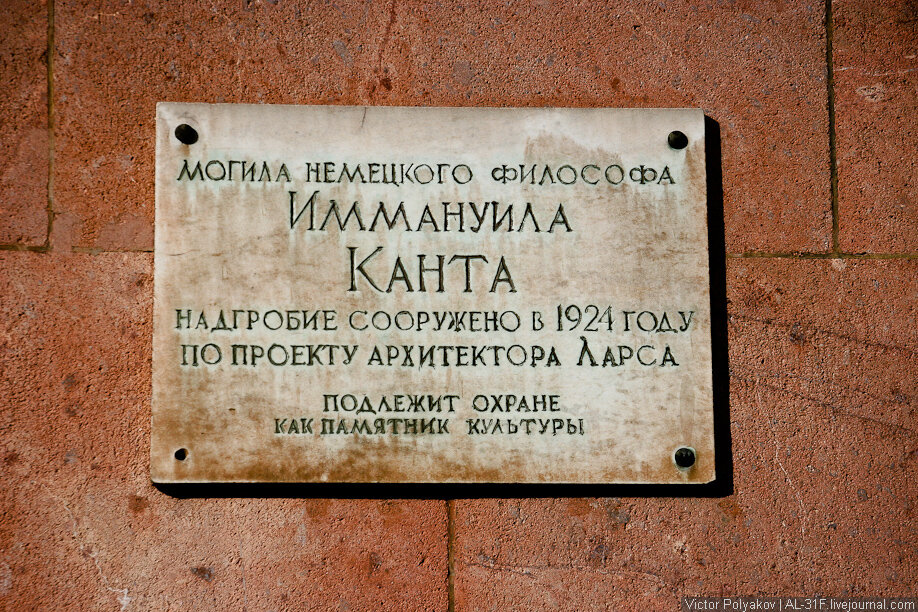 МОГИЛА НЕМЕЦКОГО ФИЛОСОФА
ИММАНУИЛА
КАНТА
НАДГРОБИЕ СООРУЖЕНО В 1924 ГОДУ
ПО ПРОЕКТУ АРХИТЕКТОРА ЛАРСА
ПОДЛЕЖИТ ОХРАНЕ
КАК ПАМЯТНИК КУЛЬТУРЫ
Victor Polyakov | AL-31F.livejournal.com